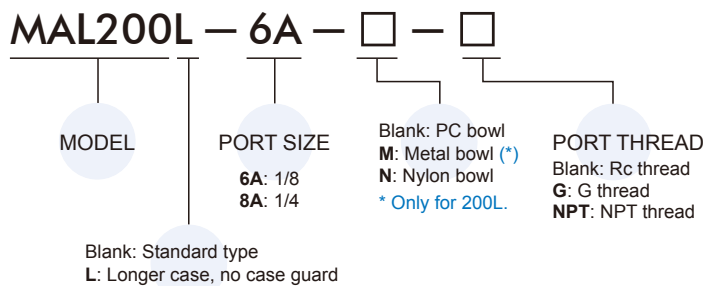 MAL200L — 6A — □ — □
MODEL
PORT SIZE
6A: 1/8
8A: 1/4
Blank: PC bowl
M: Metal bowl (*)
N: Nylon bowl
* Only for 200L.
PORT THREAD
Blank: Rc thread
G: G thread
NPT: NPT thread
Blank: Standard type
L: Longer case, no case guard